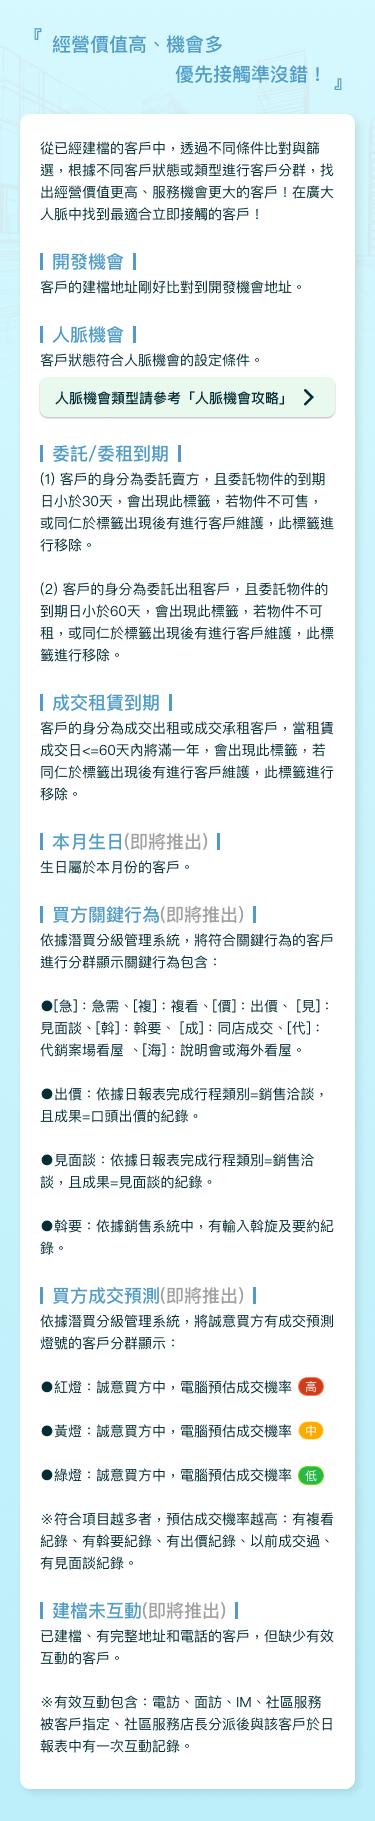 『 經營價值高、機會多
優先接觸準沒錯！ 』
從已經建檔的客戶中，透過不同條件比對與篩
選，根據不同客戶狀態或類型進行客戶分群，找
出經營價值更高、服務機會更大的客戶！在廣大
人脈中找到最適合立即接觸的客戶！
開發機會
客戶的建檔地址剛好比對到開發機會地址。
人脈機會
客戶狀態符合人脈機會的設定條件。
人脈機會類型請參考「人脈機會攻略」
委託/委租到期
(1) 客戶的身分為委託賣方，且委託物件的到期
日小於30天，會出現此標籤，若物件不可售，
或同仁於標籤出現後有進行客戶維護，此標籤進
行移除。
(2) 客戶的身分為委託出租客戶，且委託物件的
到期日小於60天，會出現此標籤，若物件不可
租，或同仁於標籤出現後有進行客戶維護，此標
籤進行移除。
成交租賃到期
客戶的身分為成交出租或成交承租客戶，當租賃
成交日<=60天內將滿一年，會出現此標籤，若
同仁於標籤出現後有進行客戶維護，此標籤進行
移除。
本月生日(即將推出)
生日屬於本月份的客戶。
買方關鍵行為(即將推出)
依據潛買分級管理系統，將符合關鍵行為的客戶
進行分群顯示關鍵行為包含：
●[急]：急需、[複]：複看、[價]：出價、 [見]：
見面談、[斡]：斡要、 [成]：同店成交、[代]：
代銷案場看屋 、[海]：說明會或海外看屋。
●出價：依據日報表完成行程類別=銷售洽談，
且成果=口頭出價的紀錄。
●見面談：依據日報表完成行程類別=銷售洽
談，且成果=見面談的紀錄。
●斡要：依據銷售系統中，有輸入斡旋及要約紀
錄。
買方成交預測(即將推出)
依據潛買分級管理系統，將誠意買方有成交預測
燈號的客戶分群顯示：
●紅燈：誠意買方中，電腦預估成交機率 高
●黃燈：誠意買方中，電腦預估成交機率 中
●綠燈：誠意買方中，電腦預估成交機率 低
※符合項目越多者，預估成交機率越高：有複看
紀錄、有斡要紀錄、有出價紀錄、以前成交過、
有見面談紀錄。
建檔未互動(即將推出)
已建檔、有完整地址和電話的客戶，但缺少有效
互動的客戶。
※有效互動包含：電訪、面訪、IM、社區服務
被客戶指定、社區服務店長分派後與該客戶於日
報表中有一次互動記錄。